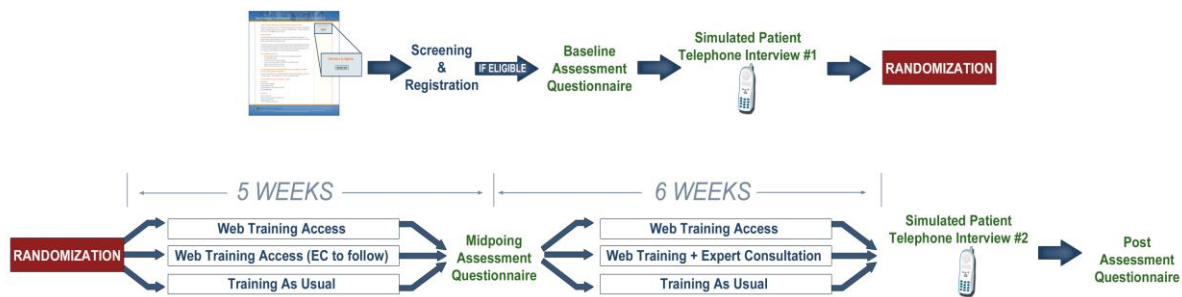 Screening
&
Registration
IF ELIGIBLE
Baseline
Assessment
Questionnaire
Simulated Patient
Telephone Interview #1
RANDOMIZATION
5 WEEKS
6 WEEKS
RANDOMIZATION
Web Training Access
Web Training Access (EC to follow)
Training As Usual
Midpoing
Assessment
Questionnaire
Web Training Access
Web Training + Expert Consultation
Training As Usual
Simulated Patient
Telephone Interview #2
Post
Assessment
Questionnaire